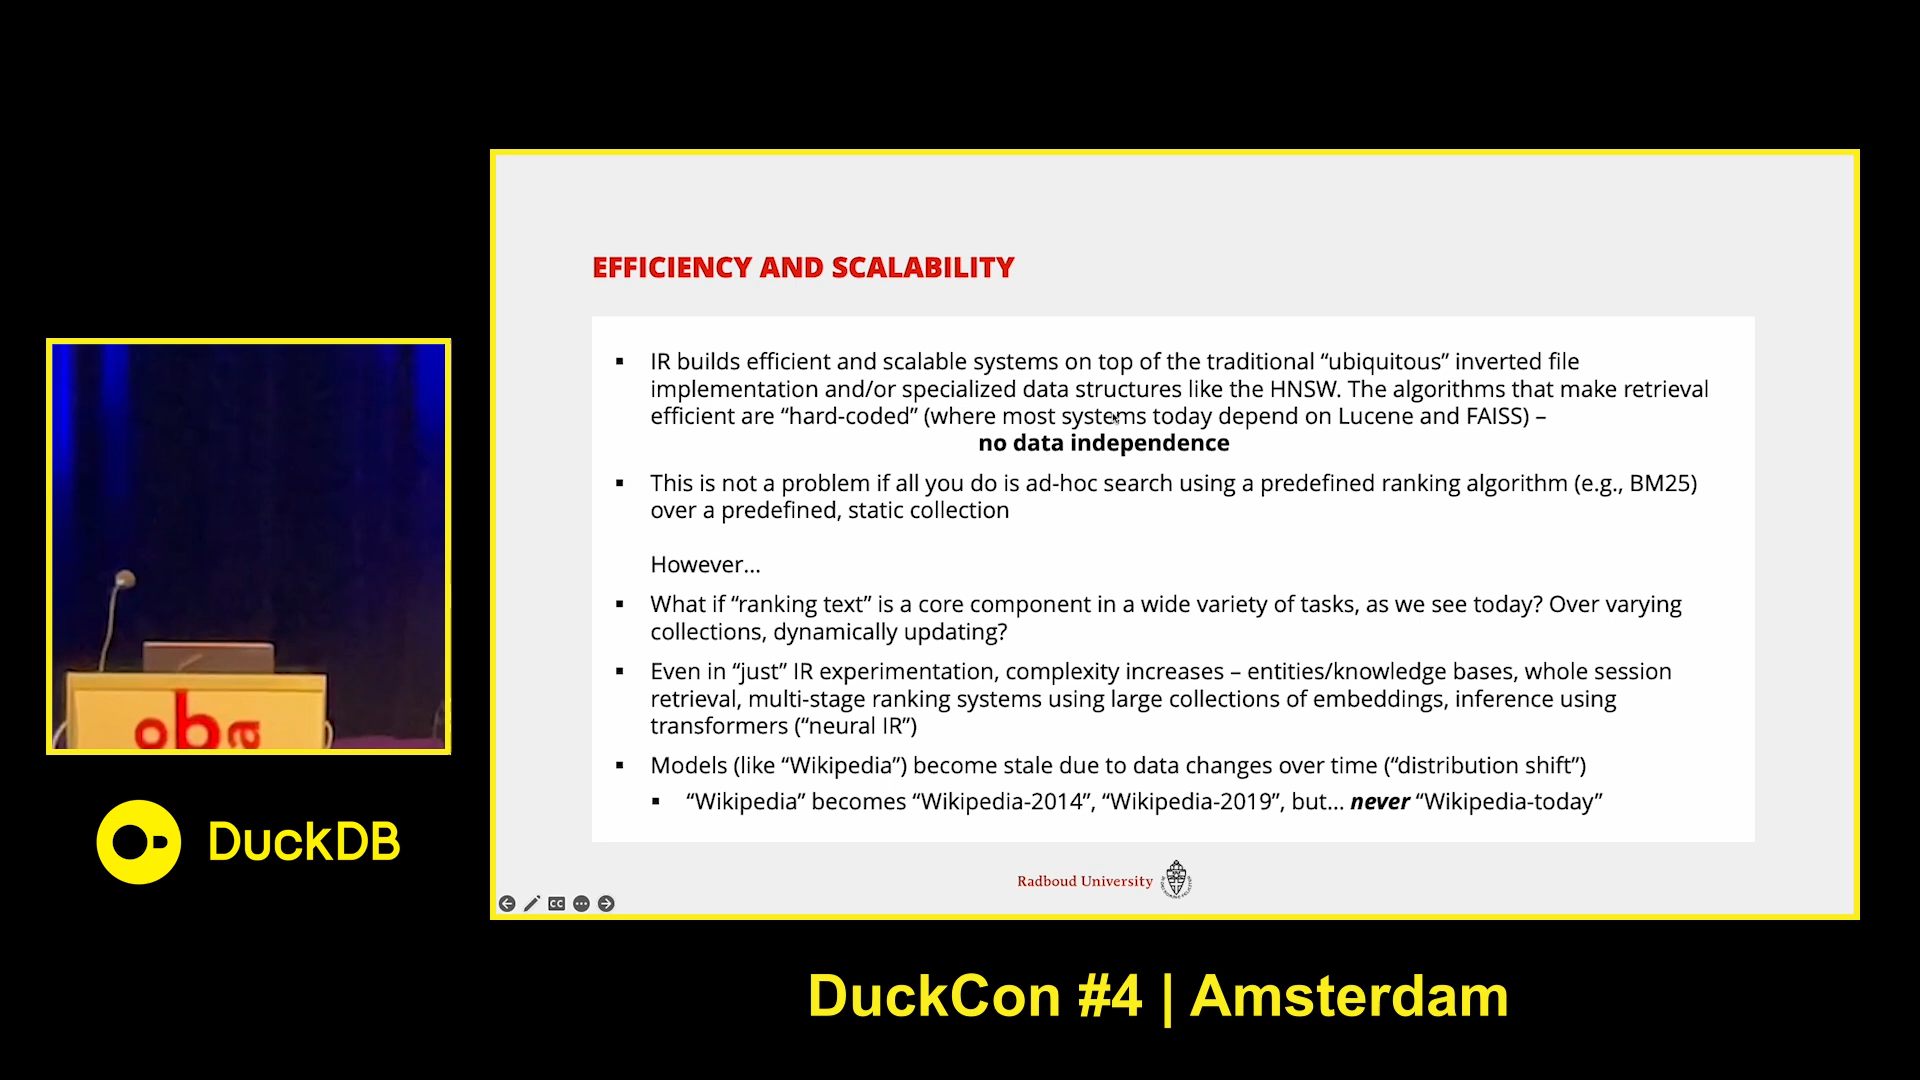 EFFICIENCY AND SCALABILITY
▪ IR builds efficient and scalable systems on top of the traditional “ubiquitous” inverted file
implementation and/or specialized data structures like the HNSW. The algorithms that make retrieval
efficient are “hard-coded” (where most systems today depend on Lucene and FAISS) –
no data independence
▪ This is not a problem if all you do is ad-hoc search using a predefined ranking algorithm (e.g., BM25)
over a predefined, static collection
However...
▪ What if “ranking text” is a core component in a wide variety of tasks, as we see today? Over varying
collections, dynamically updating?
▪ Even in “just” IR experimentation, complexity increases – entities/knowledge bases, whole session
retrieval, multi-stage ranking systems using large collections of embeddings, inference using
transformers (“neural IR”)
▪ Models (like “Wikipedia”) become stale due to data changes over time (“distribution shift”)
▪ “Wikipedia” becomes “Wikipedia-2014”, “Wikipedia-2019”, but... never “Wikipedia-today”
Radboud University
CC
oba
DuckDB
DuckCon #4 | Amsterdam